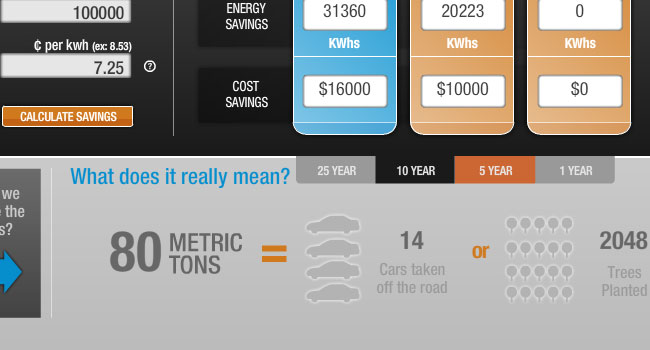 100000
¢ per kwh (ex: 8.53)
7.25
?
CALCULATE SAVINGS
ENERGY
SAVINGS
31360
KWhs
20223
KWhs
0
KWhs
COST
SAVINGS
$16000
$10000
$0
we
the
s?
What does it really mean?
25 YEAR
10 YEAR
5 YEAR
1 YEAR
80 METRIC
TONS
=
14
Cars taken
off the road
or
2048
Trees
Planted